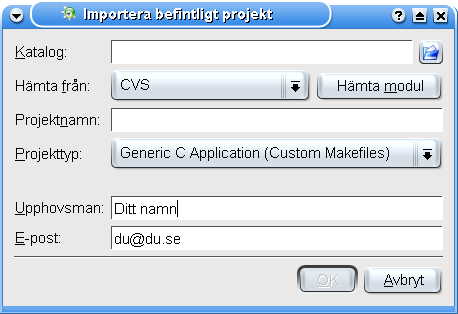 Importera befintligt projekt
Katalog:
Hämta från: CVS Hämta modul
Projektnamn:
Projekttyp: Generic C Application (Custom Makefiles)
Upphovsman: Ditt namn
E-post: du@du.se
OK Avbryt